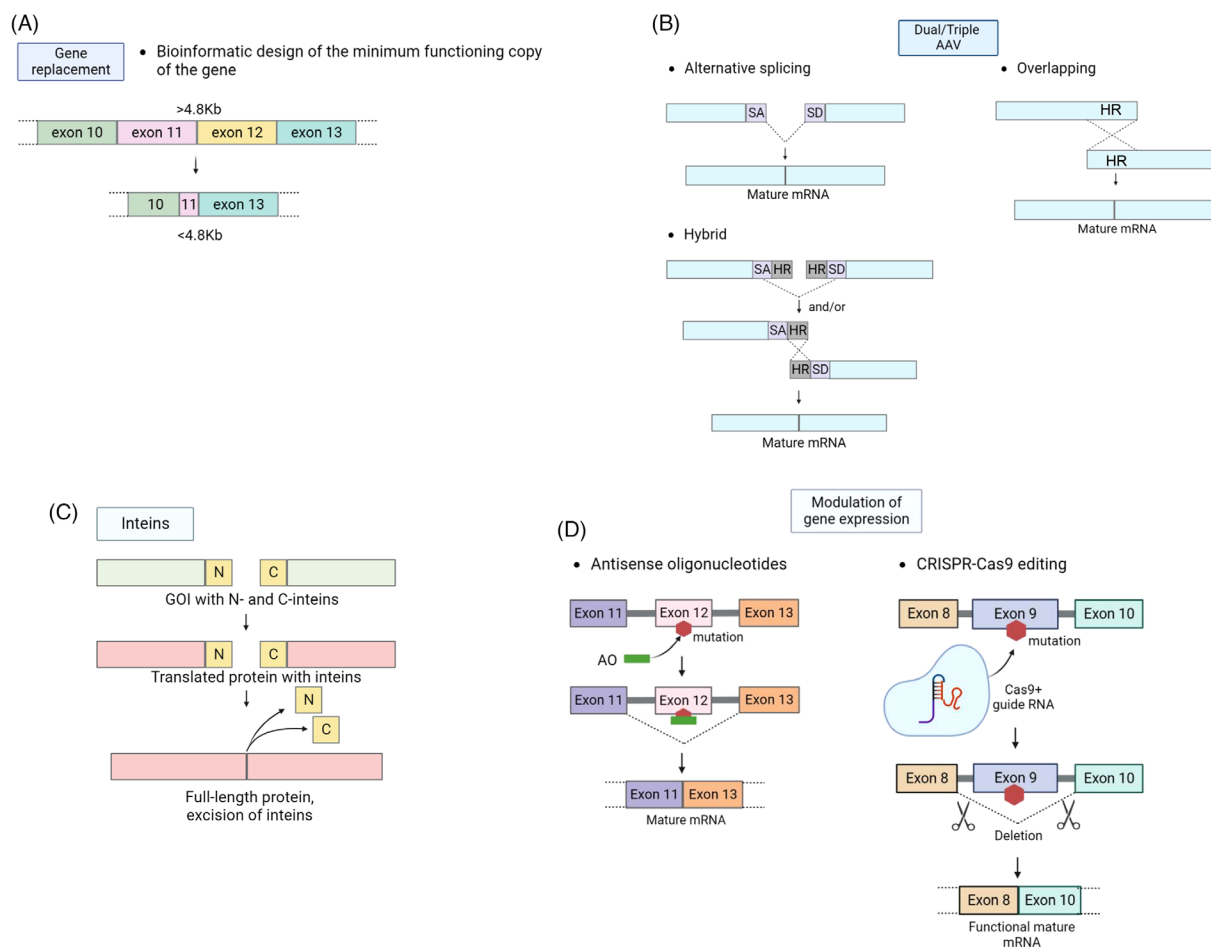 (A)
Gene
replacement
• Bioinformatic design of the minimum functioning copy
of the gene
>4.8Kb
exon 10 exon 11 exon 12 exon 13
10 11 exon 13
<4.8Kb
(B)
Dual/Triple
AAV
• Alternative splicing
SA SD
Mature mRNA
• Overlapping
HR
HR
Mature mRNA
• Hybrid
SA HR HR SD
and/or
SA HR
HR SD
Mature mRNA
(C)
Inteins
N C
GOI with N- and C-inteins
N C
Translated protein with inteins
N
C
Full-length protein,
excision of inteins
(D)
Modulation of
gene expression
• Antisense oligonucleotides
Exon 11 Exon 12 Exon 13
mutation
AO
Exon 11 Exon 12 Exon 13
Exon 11 Exon 13
Mature mRNA
• CRISPR-Cas9 editing
Exon 8 Exon 9 Exon 10
mutation
Cas9+
guide RNA
Exon 8 Exon 9 Exon 10
Deletion
Exon 8 Exon 10
Functional mature
mRNA